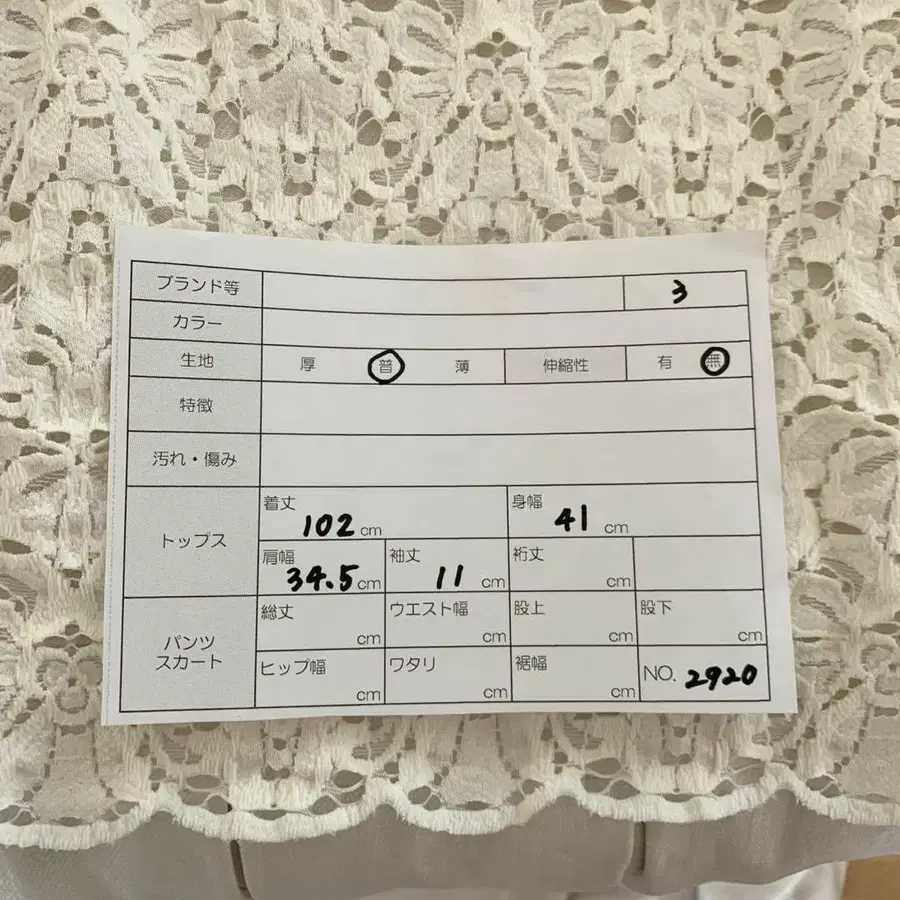 ブランド等 3
カラー
生地 厚 普 薄 伸縮性 有 無
特徴
汚れ・傷み
トップス
着丈 102 cm 身幅 41 cm
肩幅 34.5 cm 袖丈 11 cm 裄丈 cm
パンツ
スカート
総丈 cm ウエスト幅 cm 股上 cm 股下 cm
ヒップ幅 cm ワタリ cm 裾幅 cm NO. 2920